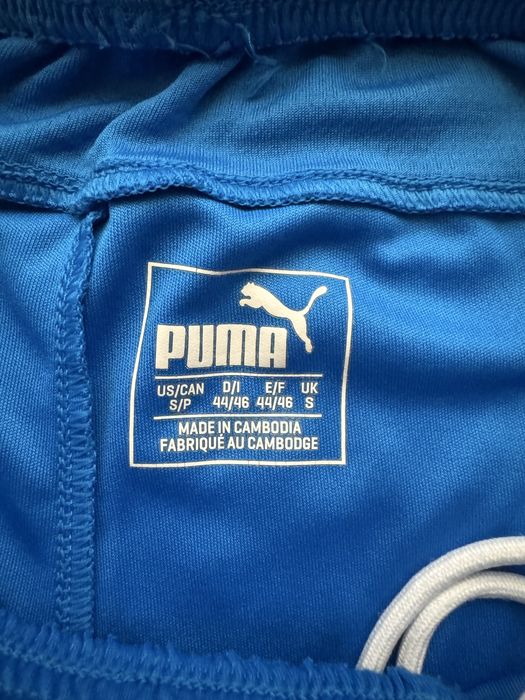 PUMA
US/CAN D/I E/F UK
S/P 44/46 44/46 S
MADE IN CAMBODIA
FABRIQUÉ AU CAMBODGE